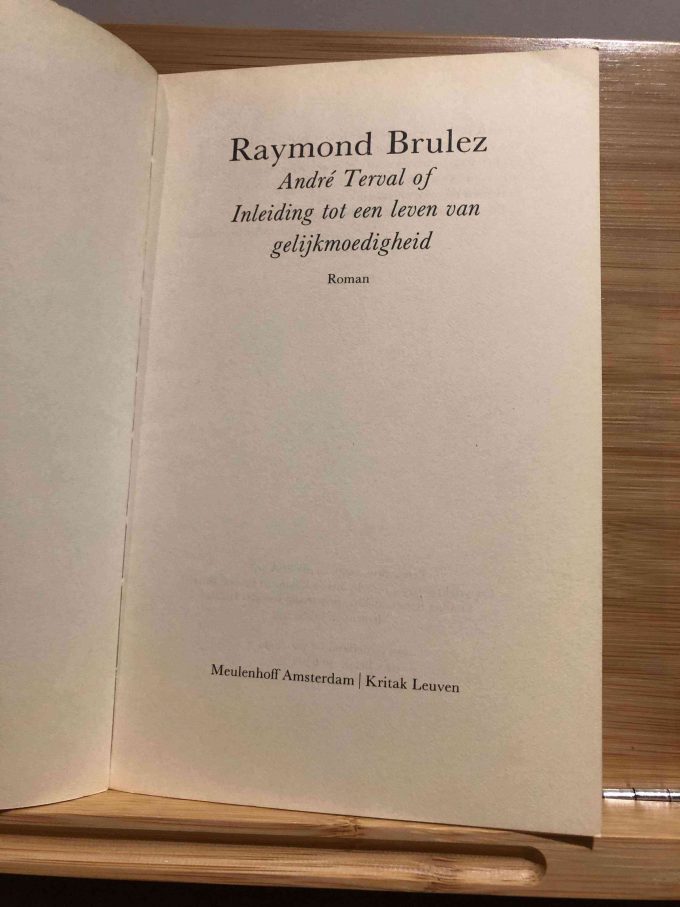 Raymond Brulez
André Terval of
Inleiding tot een leven van
gelijkmoedigheid
Roman
Meulenhoff Amsterdam | Kritak Leuven